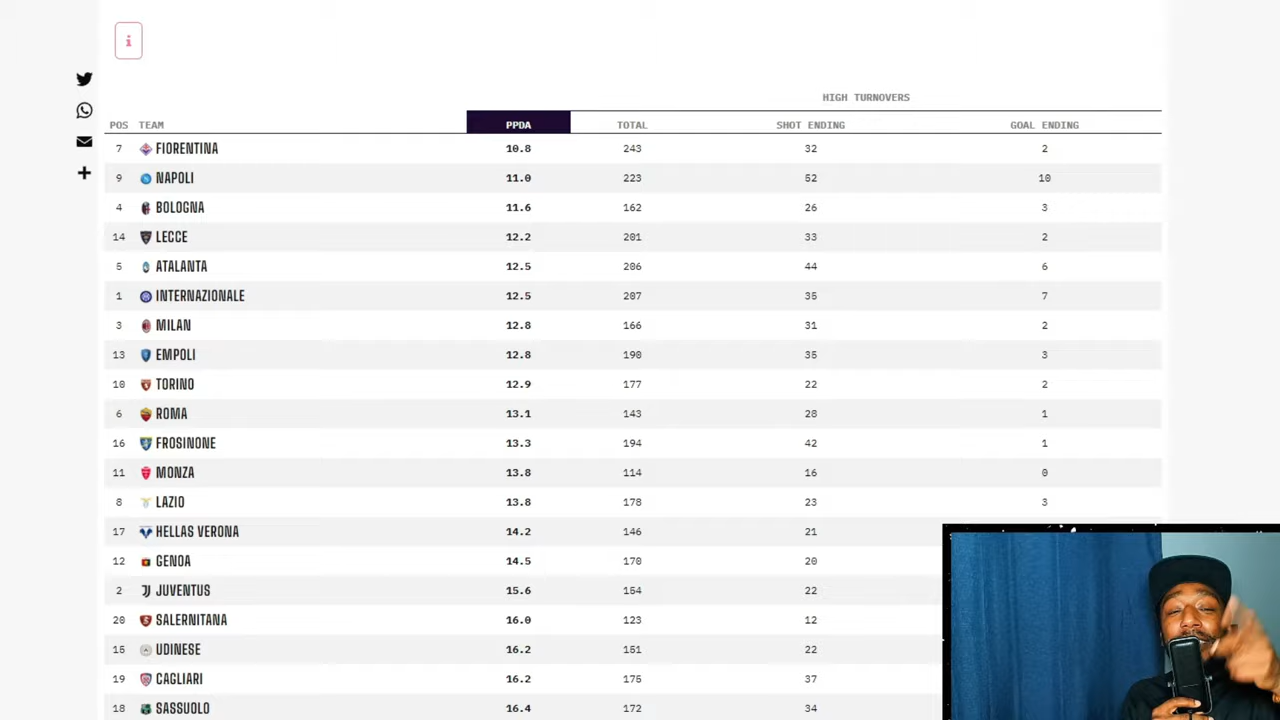 i
HIGH TURNOVERS
POS TEAM PPDA TOTAL SHOT ENDING GOAL ENDING
7 FIORENTINA 10.8 243 32 2
9 NAPOLI 11.0 223 52 10
4 BOLOGNA 11.6 162 26 3
14 LECCE 12.2 201 33 2
5 ATALANTA 12.5 206 44 6
1 INTERNAZIONALE 12.5 207 35 7
3 MILAN 12.8 166 31 2
13 EMPOLI 12.8 190 35 3
10 TORINO 12.9 177 22 2
6 ROMA 13.1 143 28 1
16 FROSINONE 13.3 194 42 1
11 MONZA 13.8 114 16 0
8 LAZIO 13.8 178 23 3
17 HELLAS VERONA 14.2 146 21
12 GENOA 14.5 170 20
2 JUVENTUS 15.6 154 22
20 SALERNITANA 16.0 123 12
15 UDINESE 16.2 151 22
19 CAGLIARI 16.2 175 37
18 SASSUOLO 16.4 172 34